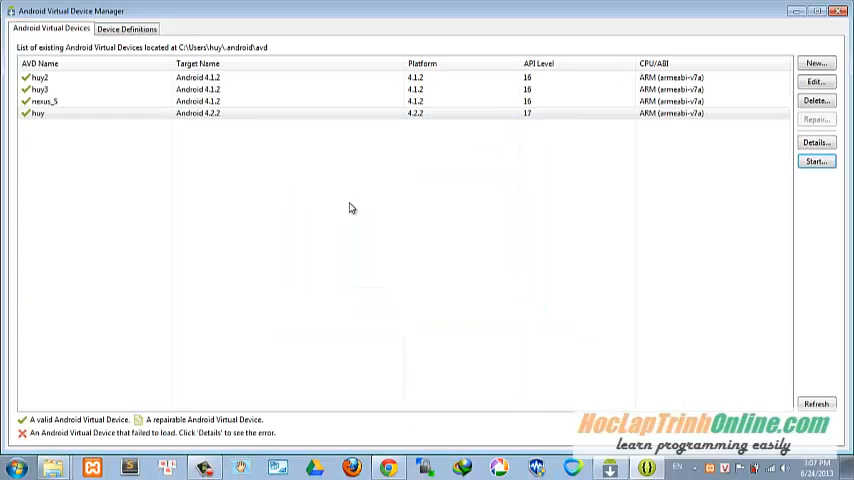 Android Virtual Device Manager
Android Virtual Devices Device Definitions
List of existing Android Virtual Devices located at C:\Users\huy\.android\avd
AVD Name Target Name Platform API Level CPU/ABI
huy2 Android 4.1.2 4.1.2 16 ARM (armeabi-v7a)
huy3 Android 4.1.2 4.1.2 16 ARM (armeabi-v7a)
nexus_S Android 4.1.2 4.1.2 16 ARM (armeabi-v7a)
huy Android 4.2.2 4.2.2 17 ARM (armeabi-v7a)
New...
Edit...
Delete...
Repair...
Details...
Start...
Refresh
A valid Android Virtual Device. A repairable Android Virtual Device.
An Android Virtual Device that failed to load. Click 'Details' to see the error.
HocLapTrinhOnline.com
learn programming easily
EN
3:07 PM
6/24/2013